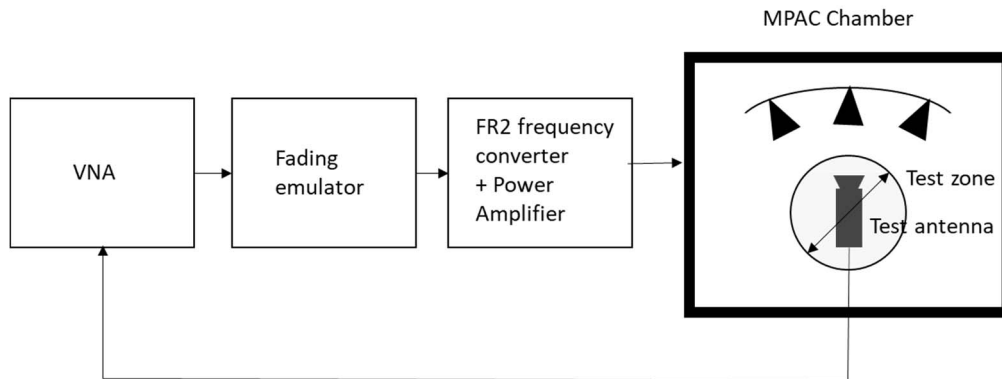 MPAC Chamber
VNA
Fading
emulator
FR2 frequency
converter
+ Power
Amplifier
Test zone
Test antenna